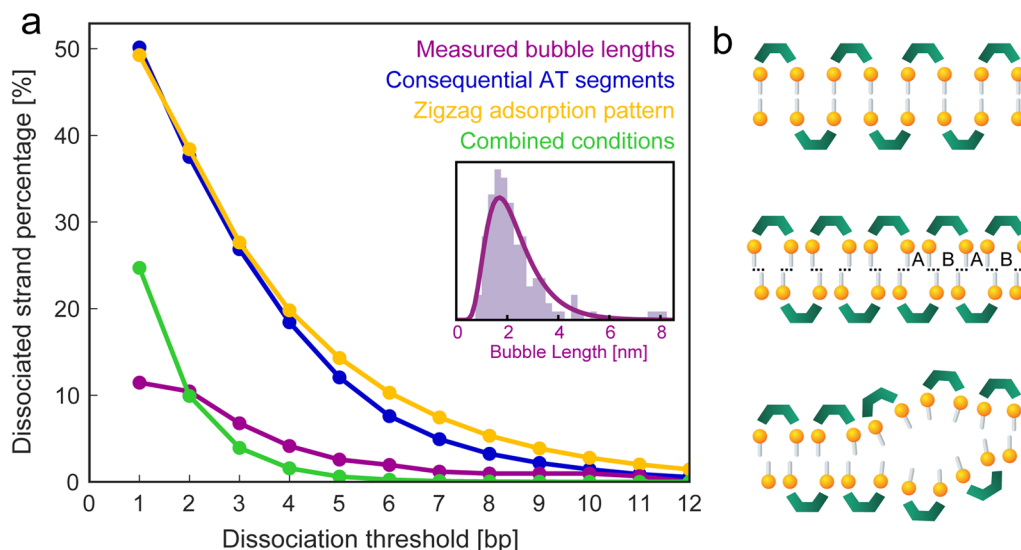 a
b
50
40
30
20
10
0
Dissociated strand percentage [%]
Measured bubble lengths
Consequential AT segments
Zigzag adsorption pattern
Combined conditions
0 2 4 6 8
Bubble Length [nm]
0 1 2 3 4 5 6 7 8 9 10 11 12
Dissociation threshold [bp]
A B A B